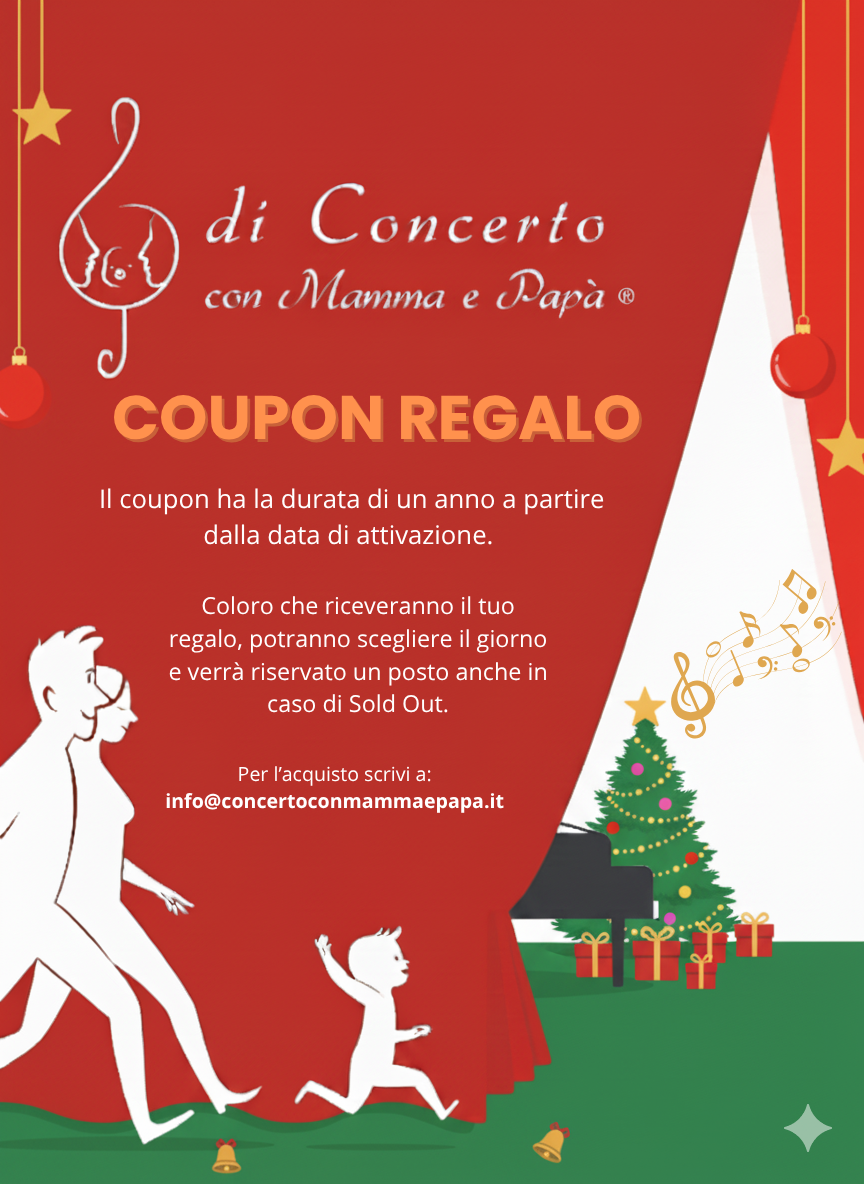 di Concerto
con Mamma e Papà ®
COUPON REGALO
Il coupon ha la durata di un anno a partire
dalla data di attivazione.
Coloro che riceveranno il tuo
regalo, potranno scegliere il giorno
e verrà riservato un posto anche in
caso di Sold Out.
Per l’acquisto scrivi a:
info@concertoconmammaepapa.it